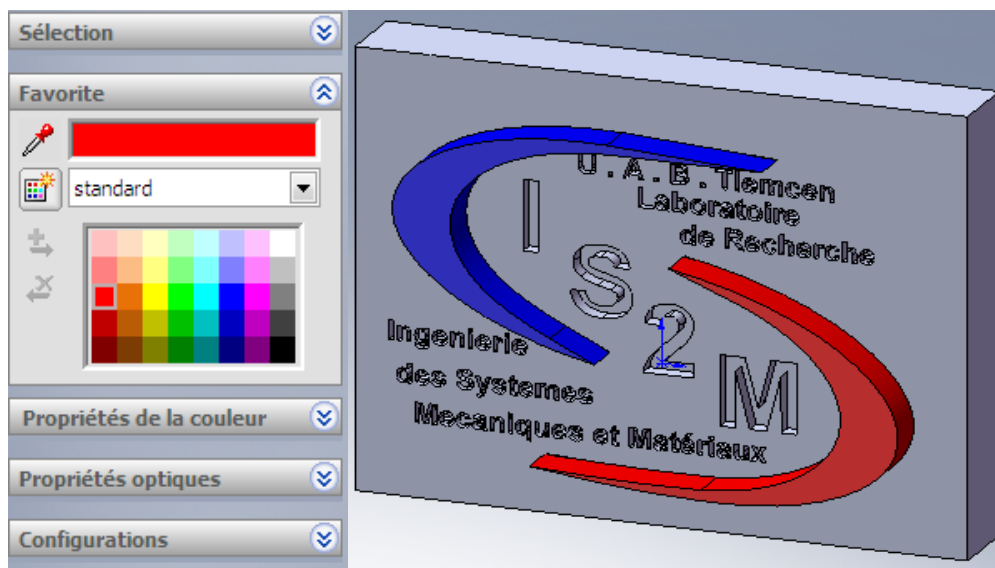 Sélection
Favorite
standard
Propriétés de la couleur
Propriétés optiques
Configurations
U . A . B . Tlemcen
Laboratoire
de Recherche
I S 2 M
Ingenierie
des Systemes
Mecaniques et Matériaux